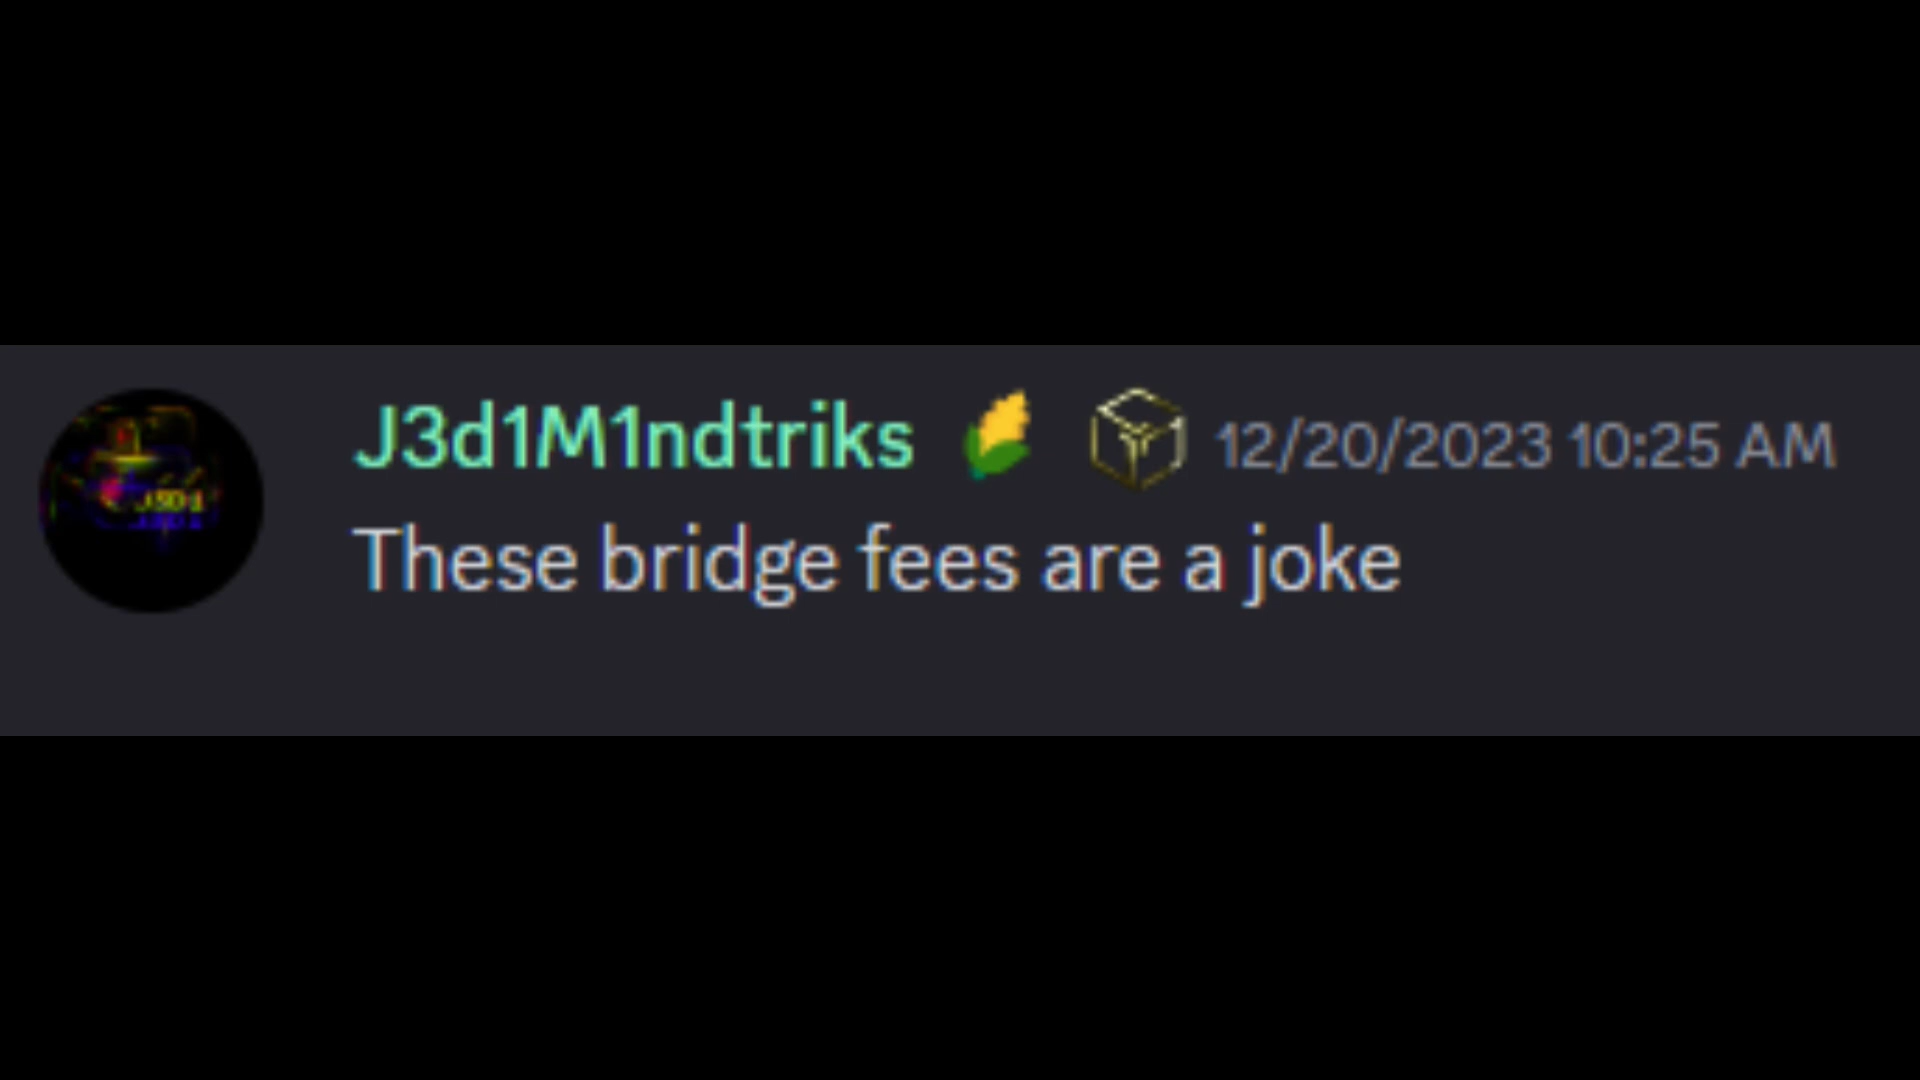 J3d1M1ndtriks 🌽 12/20/2023 10:25 AM
These bridge fees are a joke